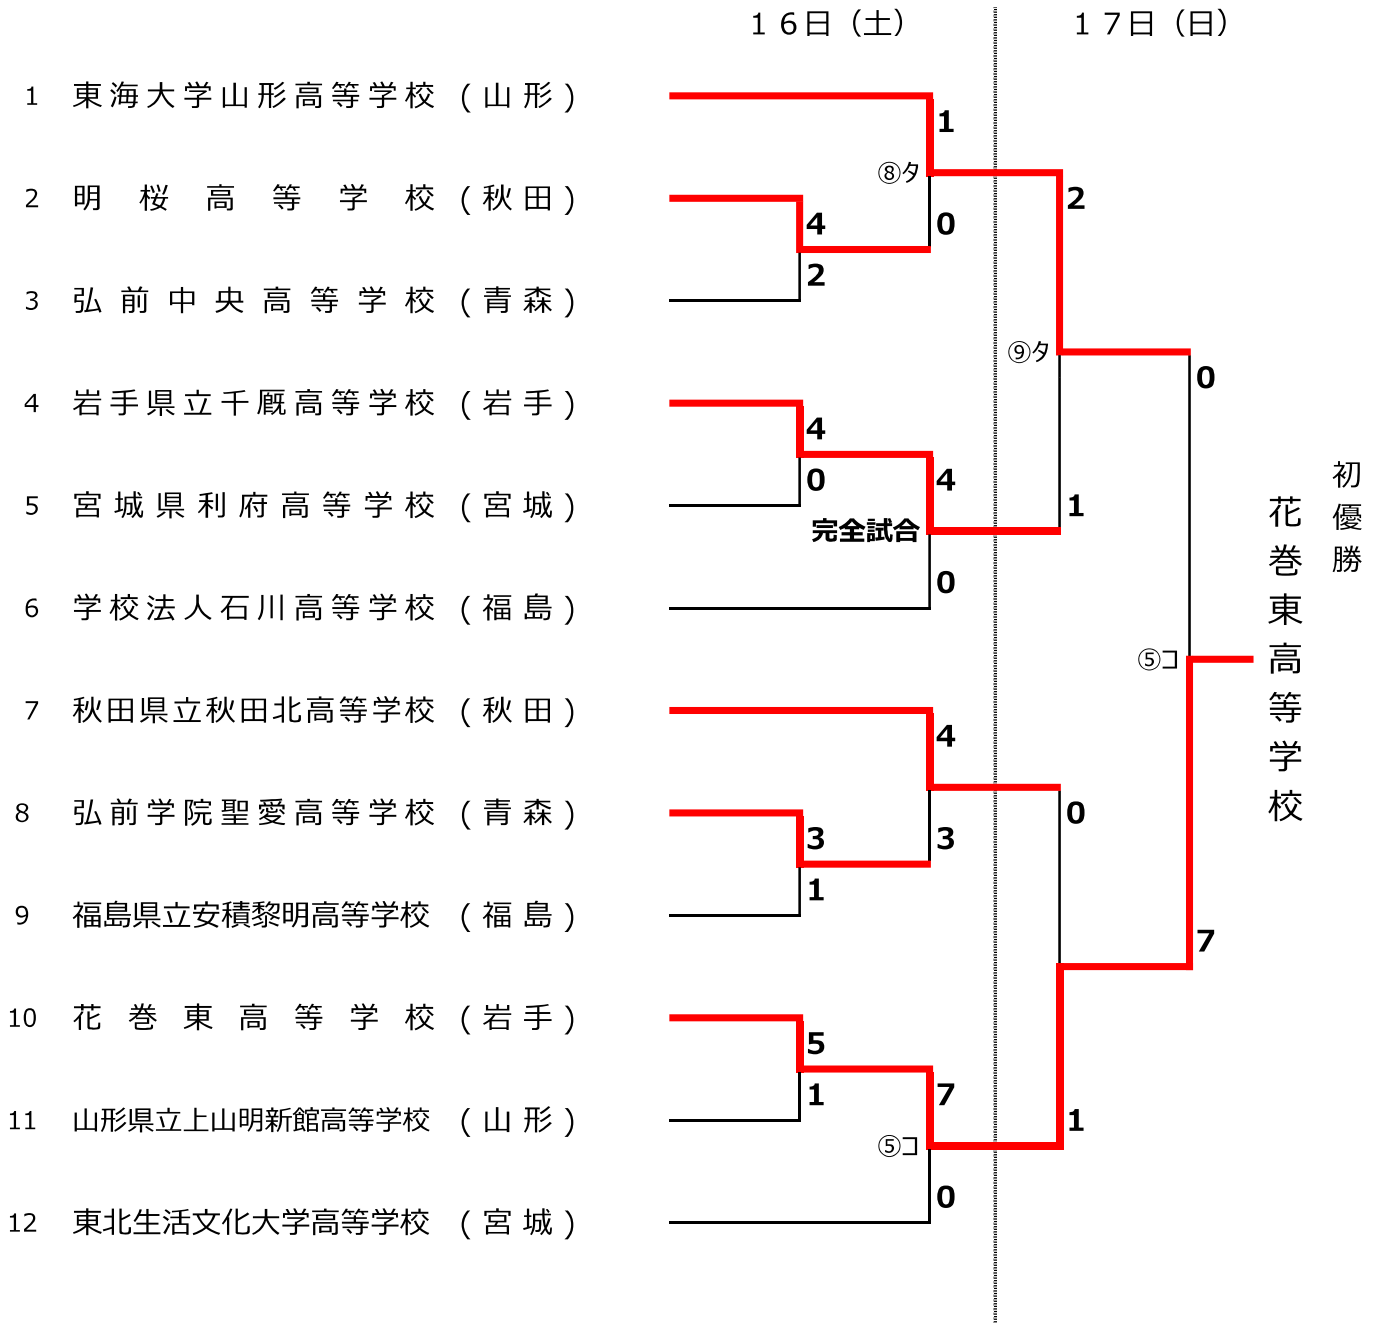 16日（土） 17日（日）
1 東海大学山形高等学校 (山形)
1
⑧タ
2 明桜高等学校 (秋田)
2
4 0
2
3 弘前中央高等学校 (青森)
⑨タ
0
4 岩手県立千厩高等学校 (岩手)
4
0 4
5 宮城県利府高等学校 (宮城)
1
完全試合
0
6 学校法人石川高等学校 (福島)
初優勝
花巻東高等学校
⑤コ
7 秋田県立秋田北高等学校 (秋田)
4
0
8 弘前学院聖愛高等学校 (青森)
3 3
1
9 福島県立安積黎明高等学校 (福島)
7
10 花巻東高等学校 (岩手)
5
1 7
11 山形県立上山明新館高等学校 (山形)
1
⑤コ
0
12 東北生活文化大学高等学校 (宮城)